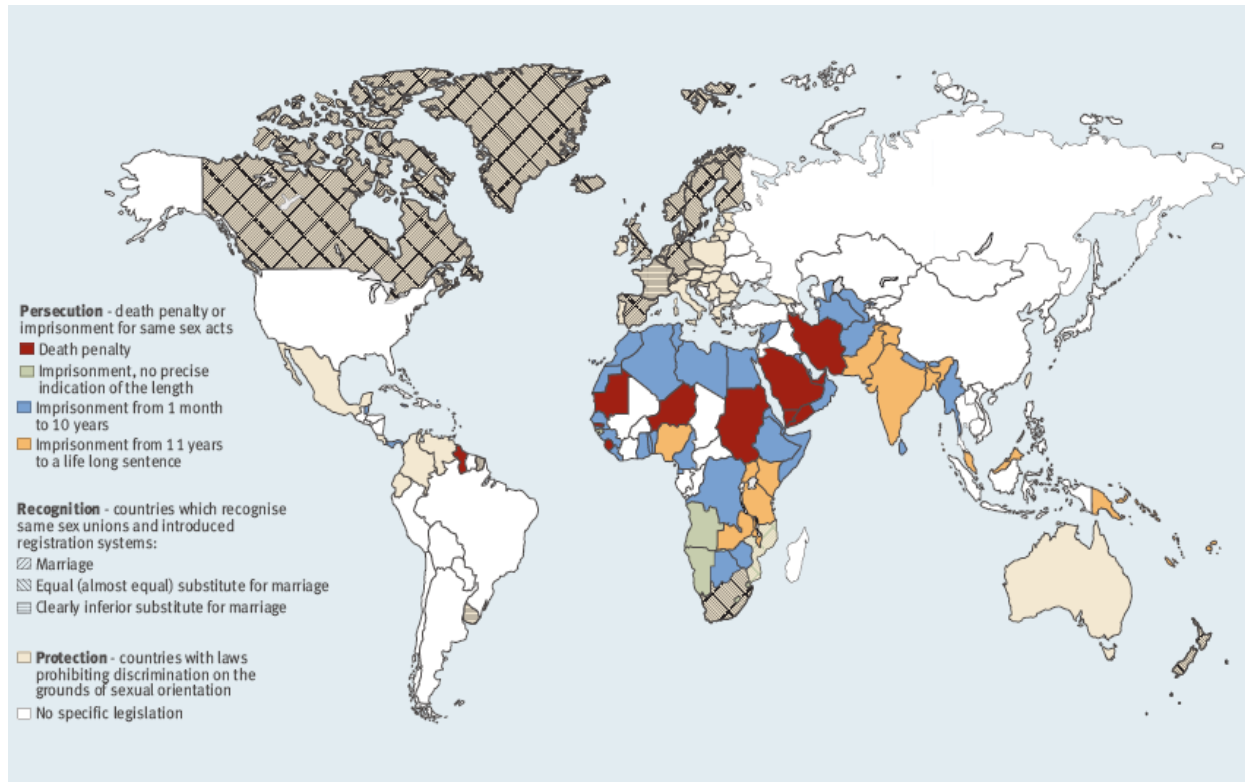 Persecution - death penalty or
imprisonment for same sex acts
Death penalty
Imprisonment, no precise
indication of the length
Imprisonment from 1 month
to 10 years
Imprisonment from 11 years
to a life long sentence
Recognition - countries which recognise
same sex unions and introduced
registration systems:
Marriage
Equal (almost equal) substitute for marriage
Clearly inferior substitute for marriage
Protection - countries with laws
prohibiting discrimination on the
grounds of sexual orientation
No specific legislation